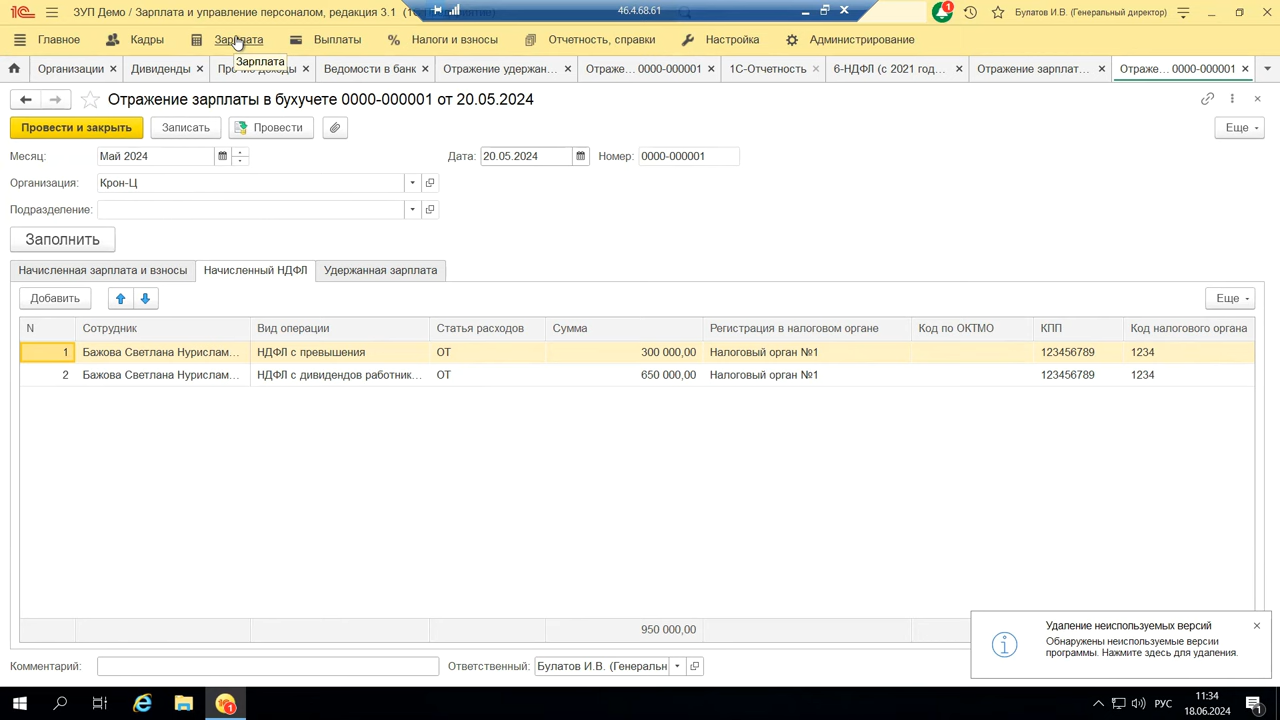 ЗУП Демо / Зарплата и управление персоналом, редакция 3.1 (1С:Предприятие)
46.4.68.61
1
Булатов И.В. (Генеральный директор)
Главное
Кадры
Зарплата
Выплаты
Налоги и взносы
Отчетность, справки
Настройка
Администрирование
Зарплата
Организации
Дивиденды
Прочие доходы
Ведомости в банк
Отражение удержан...
Отраже... 0000-000001
1С-Отчетность
6-НДФЛ (с 2021 год...
Отражение зарплат...
Отраже... 0000-000001
Отражение зарплаты в бухучете 0000-000001 от 20.05.2024
Провести и закрыть
Записать
Провести
Еще
Месяц: Май 2024
Дата: 20.05.2024
Номер: 0000-000001
Организация: Крон-Ц
Подразделение:
Заполнить
Начисленная зарплата и взносы
Начисленный НДФЛ
Удержанная зарплата
Добавить
Еще
N Сотрудник Вид операции Статья расходов Сумма Регистрация в налоговом органе Код по ОКТМО КПП Код налогового органа
1 Бажова Светлана Нурислам... НДФЛ с превышения ОТ 300 000,00 Налоговый орган №1 123456789 1234
2 Бажова Светлана Нурислам... НДФЛ с дивидендов работник... ОТ 650 000,00 Налоговый орган №1 123456789 1234
950 000,00
Удаление неиспользуемых версий
Обнаружены неиспользуемые версии
программы. Нажмите здесь для удаления.
Комментарий:
Ответственный: Булатов И.В. (Генеральн
1
РУС
11:34
18.06.2024
1